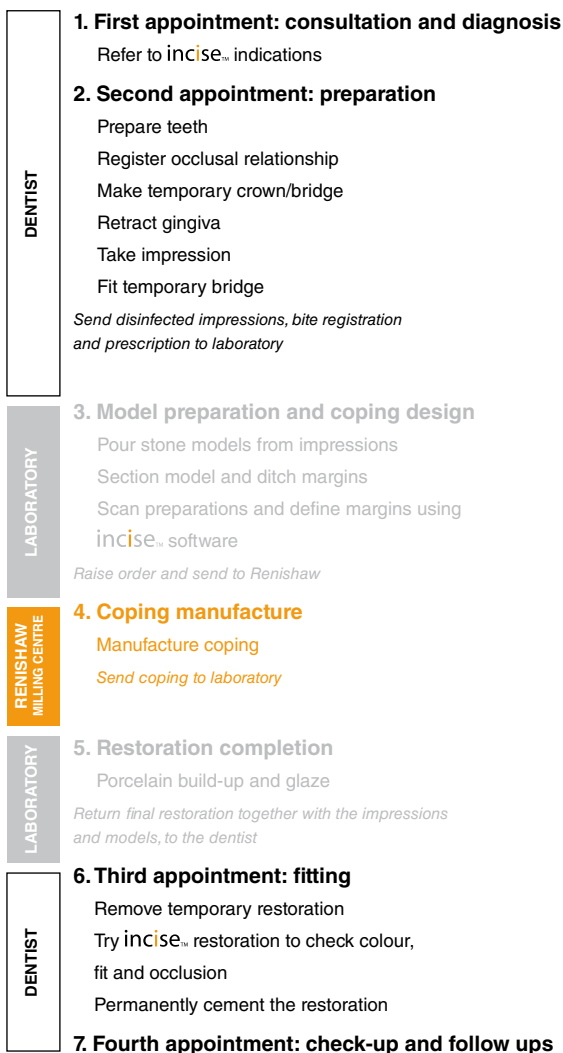 1. First appointment: consultation and diagnosis
Refer to incise™ indications
2. Second appointment: preparation
Prepare teeth
Register occlusal relationship
Make temporary crown/bridge
Retract gingiva
Take impression
Fit temporary bridge
Send disinfected impressions, bite registration
and prescription to laboratory
DENTIST
3. Model preparation and coping design
Pour stone models from impressions
Section model and ditch margins
Scan preparations and define margins using
incise™ software
Raise order and send to Renishaw
LABORATORY
4. Coping manufacture
Manufacture coping
Send coping to laboratory
RENISHAW
MILLING CENTRE
5. Restoration completion
Porcelain build-up and glaze
Return final restoration together with the impressions
and models, to the dentist
LABORATORY
6. Third appointment: fitting
Remove temporary restoration
Try incise™ restoration to check colour,
fit and occlusion
Permanently cement the restoration
DENTIST
7. Fourth appointment: check-up and follow ups